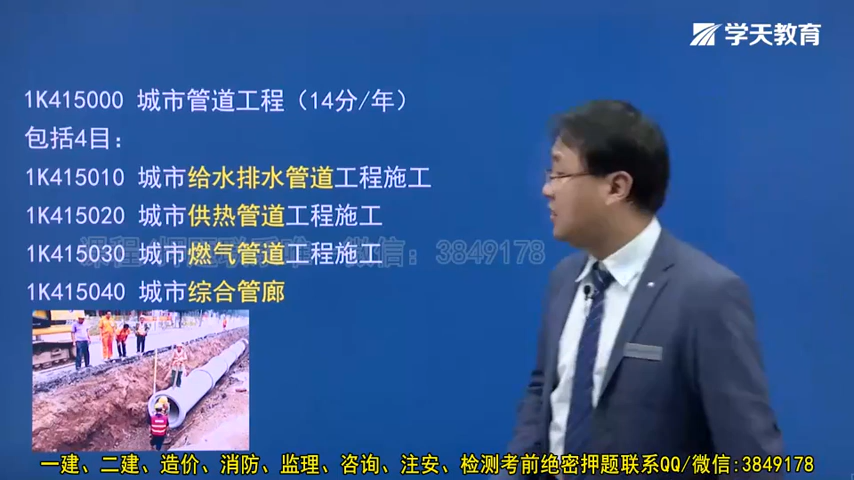 学天教育
1K415000 城市管道工程（14分/年）
包括4目：
1K415010 城市给水排水管道工程施工
1K415020 城市供热管道工程施工
1K415030 城市燃气管道工程施工
微信：3849178
1K415040 城市综合管廊
一建、二建、造价、消防、监理、咨询、注安、检测考前绝密押题联系QQ/微信:3849178